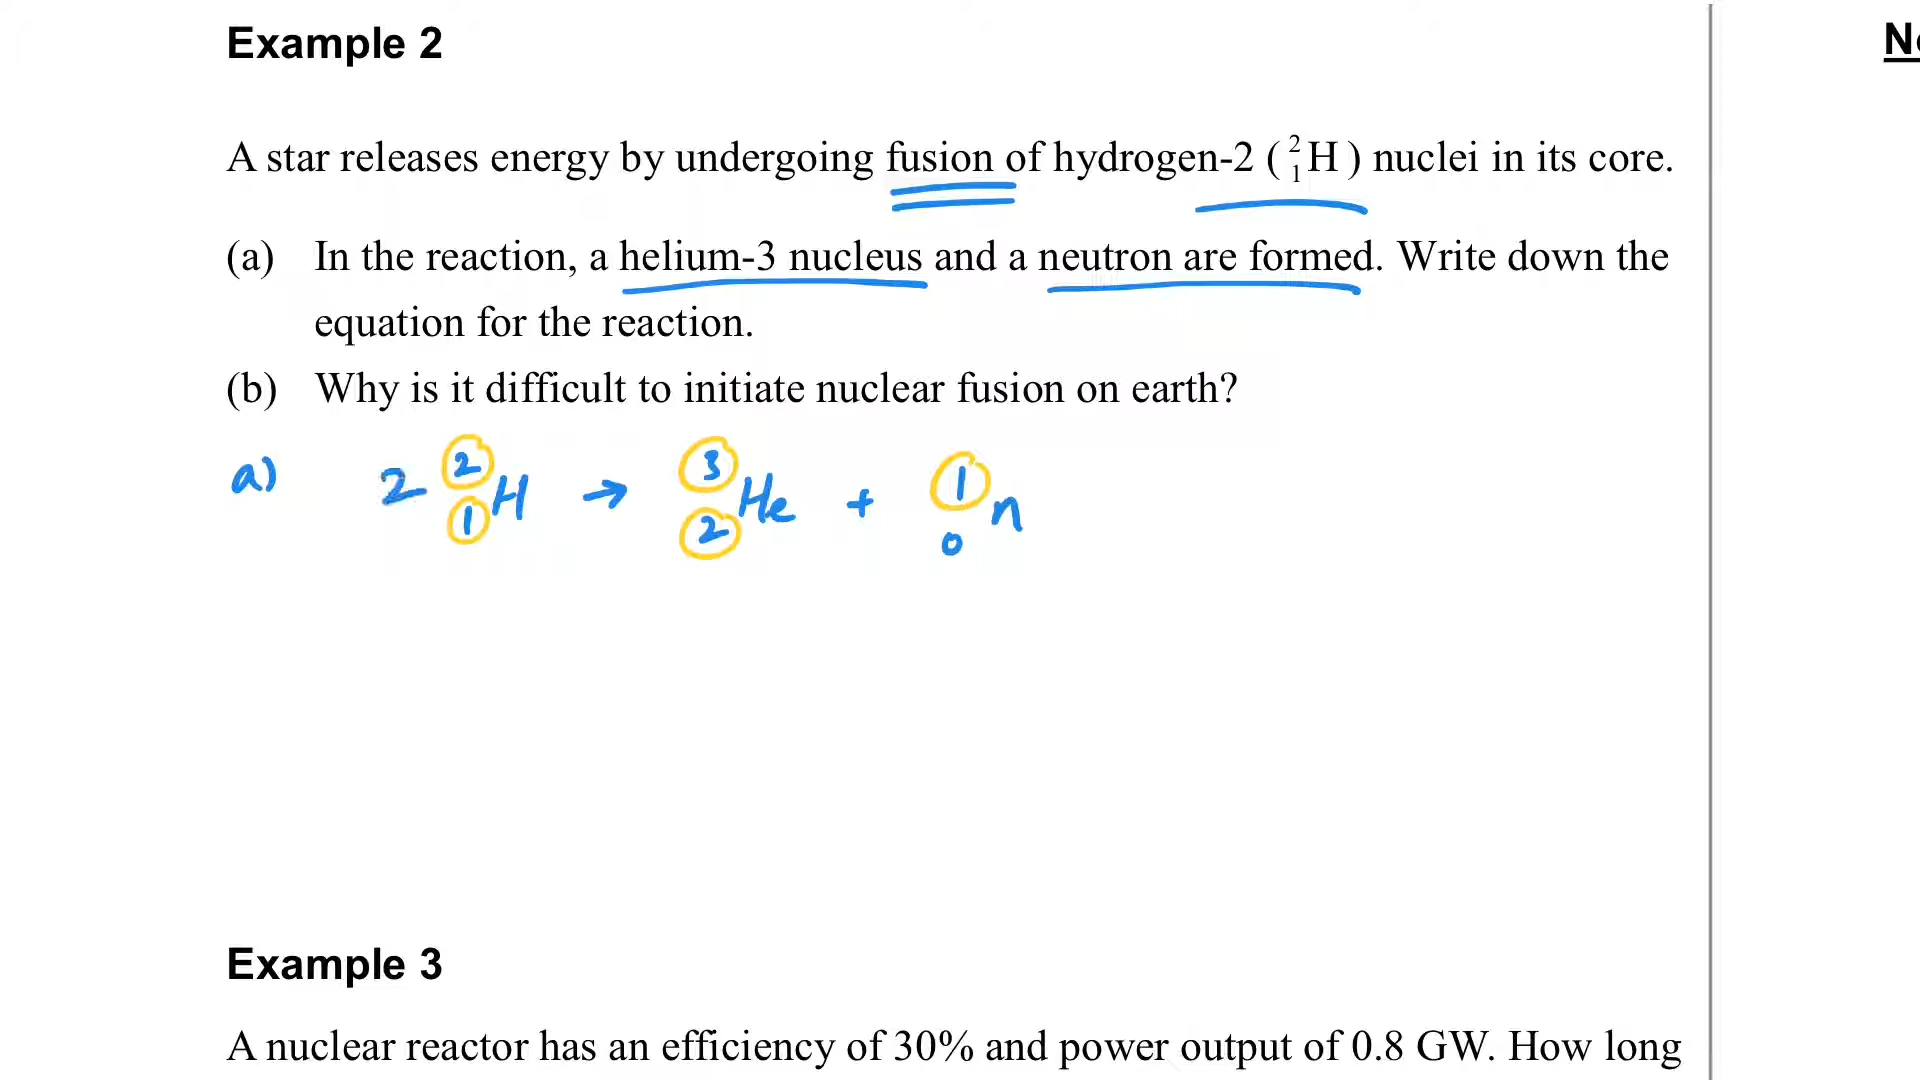 Example 2
A star releases energy by undergoing fusion of hydrogen-2 ( ²₁H ) nuclei in its core.
(a) In the reaction, a helium-3 nucleus and a neutron are formed. Write down the
equation for the reaction.
(b) Why is it difficult to initiate nuclear fusion on earth?
a) 2 ²₁H → ³₂He + ¹₀n
Example 3
A nuclear reactor has an efficiency of 30% and power output of 0.8 GW. How long